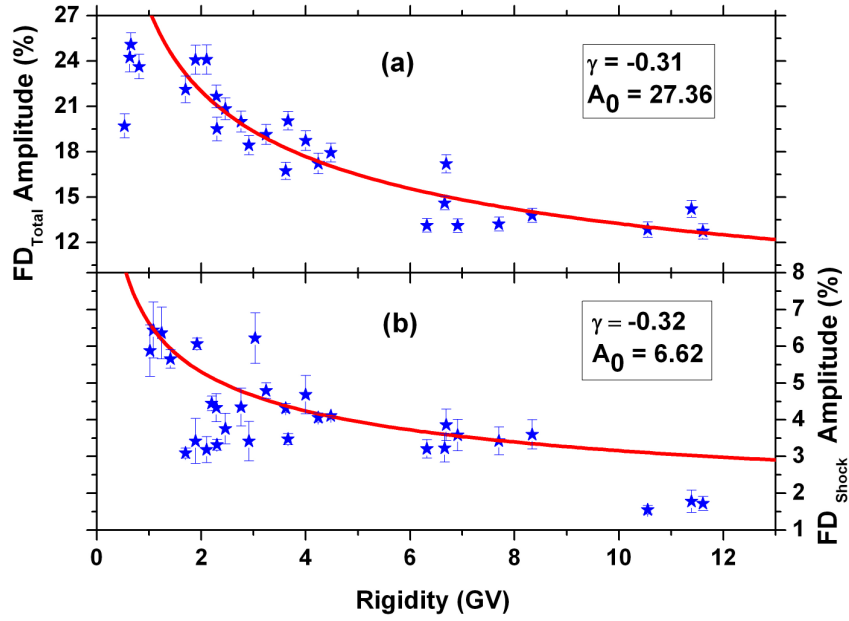 27
24
21
18
15
12
FD_Total Amplitude (%)
(a)
γ = -0.31
A_0 = 27.36
8
7
6
5
4
3
2
1
FD_Shock Amplitude (%)
(b)
γ = -0.32
A_0 = 6.62
0 2 4 6 8 10 12
Rigidity (GV)